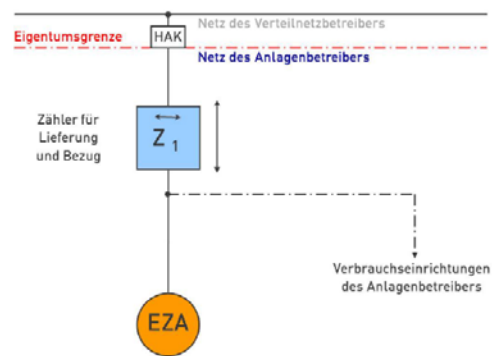 Netz des Verteilnetzbetreibers
Eigentumsgrenze
HAK
Netz des Anlagenbetreibers
Zähler für
Lieferung
und Bezug
Z 1
Verbrauchseinrichtungen
des Anlagenbetreibers
EZA